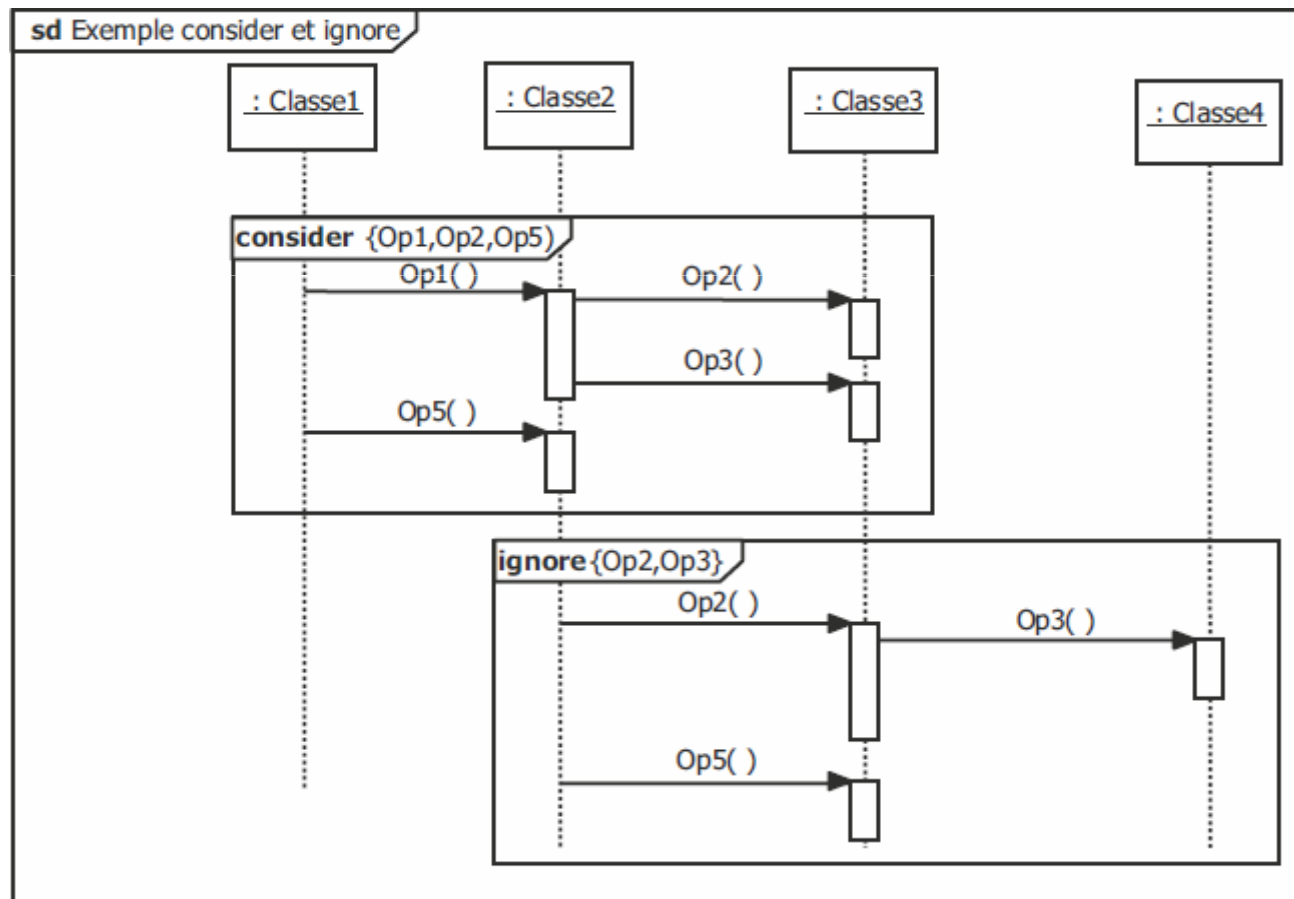 sd Exemple consider et ignore
: Classe1
: Classe2
: Classe3
: Classe4
consider {Op1,Op2,Op5)
Op1( )
Op2( )
Op3( )
Op5( )
ignore{Op2,Op3}
Op2( )
Op3( )
Op5( )